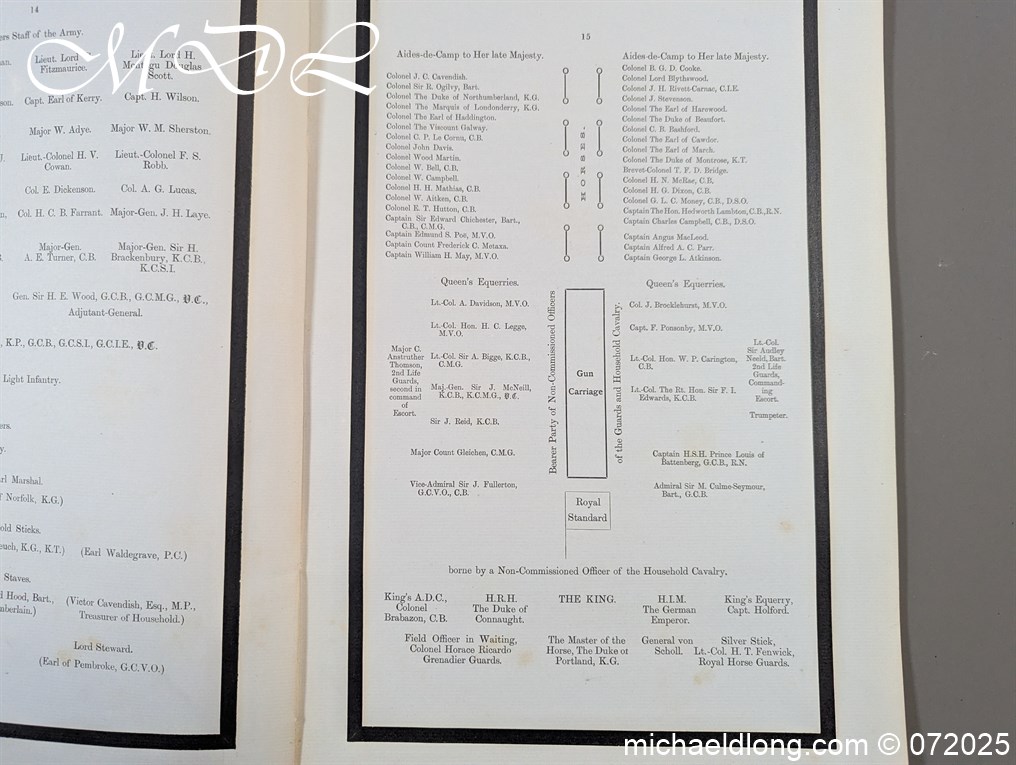 14
ers Staff of the Army.
Lieut. Lord
Fitzmaurice.
Lieut. Lord H.
Montagu Douglas
Scott.
Capt. Earl of Kerry.
Capt. H. Wilson.
Major W. Adye.
Major W. M. Sherston.
Lieut.-Colonel H. V.
Cowan.
Lieut.-Colonel F. S.
Robb.
Col. E. Dickenson.
Col. A. G. Lucas.
Col. H. C. B. Farrant.
Major-Gen. J. H. Laye.
Major-Gen.
A. E. Turner, C.B.
Major-Gen. Sir H.
Brackenbury, K.C.B.,
K.C.S.I.
Gen. Sir H. E. Wood, G.C.B., G.C.M.G., V.C.,
Adjutant-General.
, K.P., G.C.B., G.C.S.I., G.C.I.E., V.C.
Light Infantry.
ers.
y.
rl Marshal.
f Norfolk, K.G.)
old Sticks.
euch, K.G., K.T.)
(Earl Waldegrave, P.C.)
Staves.
d Hood, Bart.,
mberlain.)
(Victor Cavendish, Esq., M.P.,
Treasurer of Household.)
Lord Steward.
(Earl of Pembroke, G.C.V.O.)
MDL
15
Aides-de-Camp to Her late Majesty.
Colonel J. C. Cavendish.
Colonel Sir R. Ogilvy, Bart.
Colonel The Duke of Northumberland, K.G.
Colonel The Marquis of Londonderry, K.G.
Colonel The Earl of Haddington.
Colonel The Viscount Galway.
Colonel C. P. Le Cornu, C.B.
Colonel John Davis.
Colonel Wood Martin.
Colonel W. Bell, C.B.
Colonel W. Campbell.
Colonel H. H. Mathias, C.B.
Colonel W. Aitken, C.B.
Colonel E. T. Hutton, C.B.
Captain Sir Edward Chichester, Bart.,
C.B., C.M.G.
Captain Edmund S. Poe, M.V.O.
Captain Count Frederick C. Metaxa.
Captain William H. May, M.V.O.
HORSES.
Aides-de-Camp to Her late Majesty.
Colonel B. G. D. Cooke.
Colonel Lord Blythswood.
Colonel J. H. Rivett-Carnac, C.I.E.
Colonel J. Stevenson.
Colonel The Earl of Harewood.
Colonel The Duke of Beaufort.
Colonel C. B. Bashford.
Colonel The Earl of Cawdor.
Colonel The Earl of March.
Colonel The Duke of Montrose, K.T.
Brevet-Colonel T. F. D. Bridge.
Colonel H. N. McRae, C.B.
Colonel H. G. Dixon, C.B.
Colonel G. L. C. Money, C.B., D.S.O.
Captain The Hon. Hedworth Lambton, C.B., R.N.
Captain Charles Campbell, C.B., D.S.O.
Captain Angus MacLeod.
Captain Alfred A. C. Parr.
Captain George L. Atkinson.
Queen's Equerries.
Lt.-Col. A. Davidson, M.V.O.
Lt.-Col. Hon. H. C. Legge,
M.V.O.
Lt.-Col. Sir A. Bigge, K.C.B.,
C.M.G.
Maj.-Gen. Sir J. McNeill,
K.C.B., K.C.M.G., V.C.
Sir J. Reid, K.C.B.
Major C.
Anstruther
Thomson,
2nd Life
Guards,
second in
command
of
Escort.
Major Count Gleichen, C.M.G.
Vice-Admiral Sir J. Fullerton,
G.C.V.O., C.B.
Bearer Party of Non-Commissioned Officers
Gun
Carriage
of the Guards and Household Cavalry.
Queen's Equerries.
Col. J. Brocklehurst, M.V.O.
Capt. F. Ponsonby, M.V.O.
Lt.-Col. Hon. W. P. Carington,
C.B.
Lt.-Col. The Rt. Hon. Sir F. I.
Edwards, K.C.B.
Lt.-Col.
Sir Audley
Neeld, Bart.
2nd Life
Guards,
Command-
ing
Escort.
Trumpeter.
Captain H.S.H. Prince Louis of
Battenberg, G.C.B., R.N.
Admiral Sir M. Culme-Seymour,
Bart., G.C.B.
Royal
Standard
borne by a Non-Commissioned Officer of the Household Cavalry.
King's A.D.C.,
Colonel
Brabazon, C.B.
H.R.H.
The Duke of
Connaught.
THE KING.
H.I.M.
The German
Emperor.
King's Equerry,
Capt. Holford.
Field Officer in Waiting,
Colonel Horace Ricardo
Grenadier Guards.
The Master of the
Horse, The Duke of
Portland, K.G.
General von
Scholl.
Silver Stick,
Lt.-Col. H. T. Fenwick,
Royal Horse Guards.
michaeldlong.com © 072025